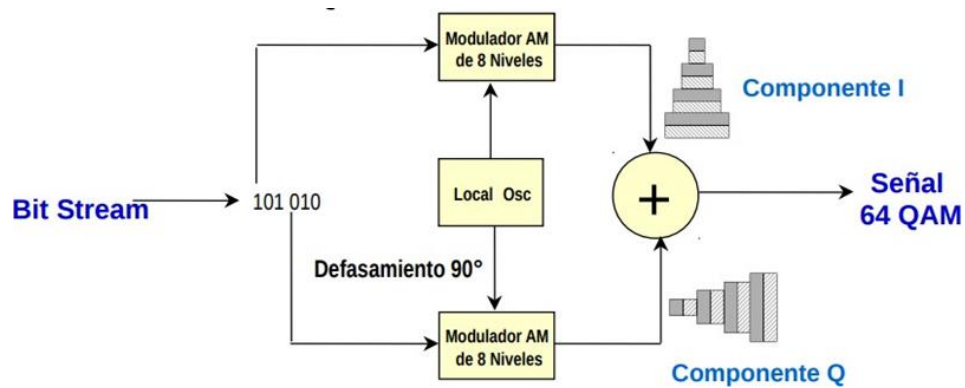 Modulador AM
de 8 Niveles
Componente I
Bit Stream
101 010
Local Osc
+
Señal
64 QAM
Defasamiento 90°
Modulador AM
de 8 Niveles
Componente Q